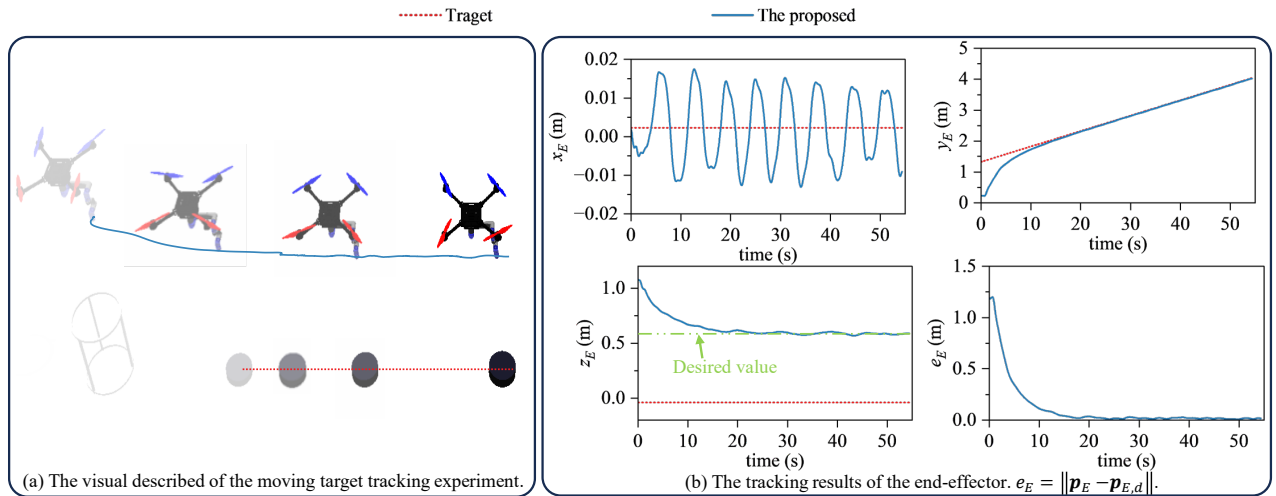 Traget
The proposed
0.02
0.01
0.00
−0.01
−0.02
x_E (m)
0 10 20 30 40 50
time (s)
5
4
3
2
1
0
y_E (m)
0 10 20 30 40 50
time (s)
1.0
0.5
0.0
z_E (m)
Desired value
0 10 20 30 40 50
time (s)
1.5
1.0
0.5
0.0
e_E (m)
0 10 20 30 40 50
time (s)
(a) The visual described of the moving target tracking experiment.
(b) The tracking results of the end-effector. e_E = ‖p_E − p_{E,d}‖.